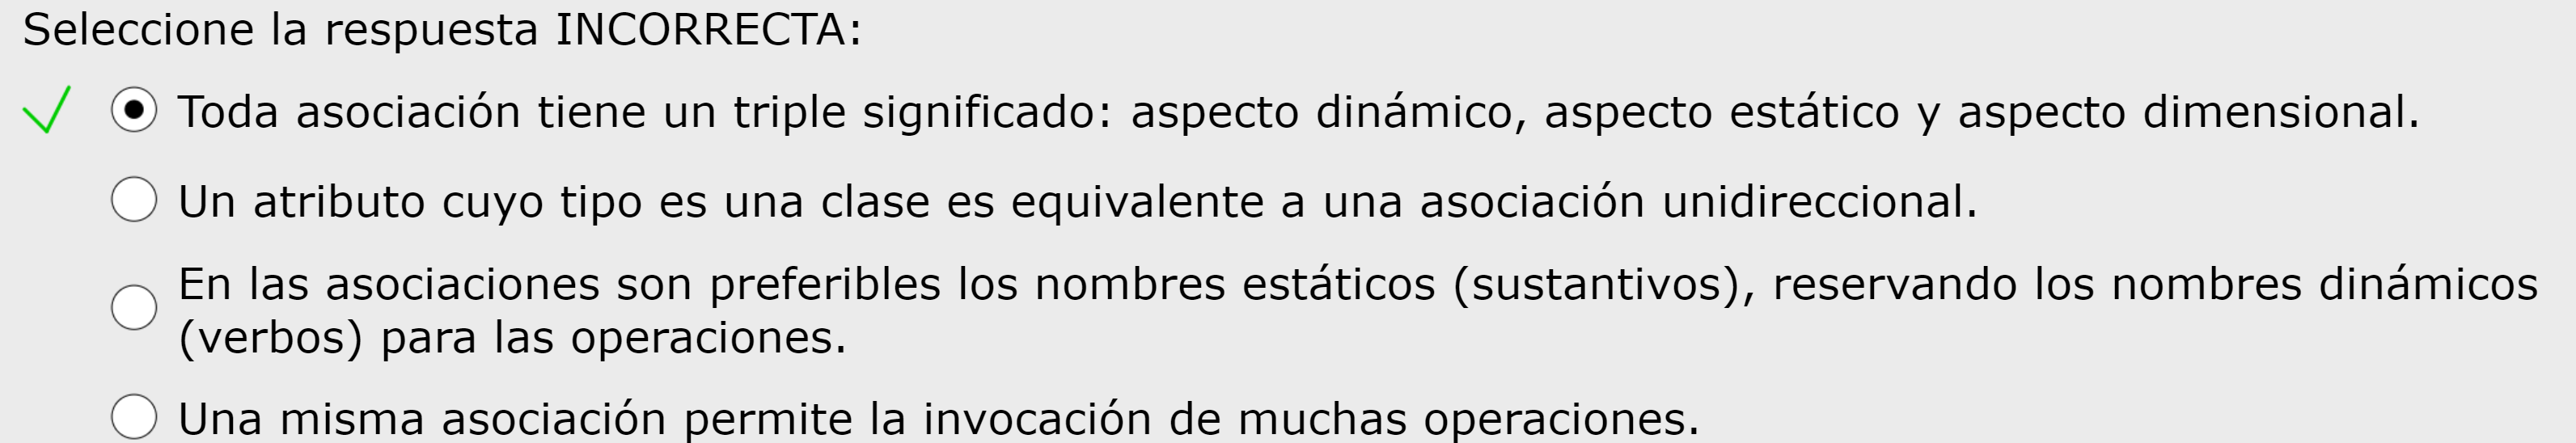 Seleccione la respuesta INCORRECTA:
Toda asociación tiene un triple significado: aspecto dinámico, aspecto estático y aspecto dimensional.
Un atributo cuyo tipo es una clase es equivalente a una asociación unidireccional.
En las asociaciones son preferibles los nombres estáticos (sustantivos), reservando los nombres dinámicos
(verbos) para las operaciones.
Una misma asociación permite la invocación de muchas operaciones.